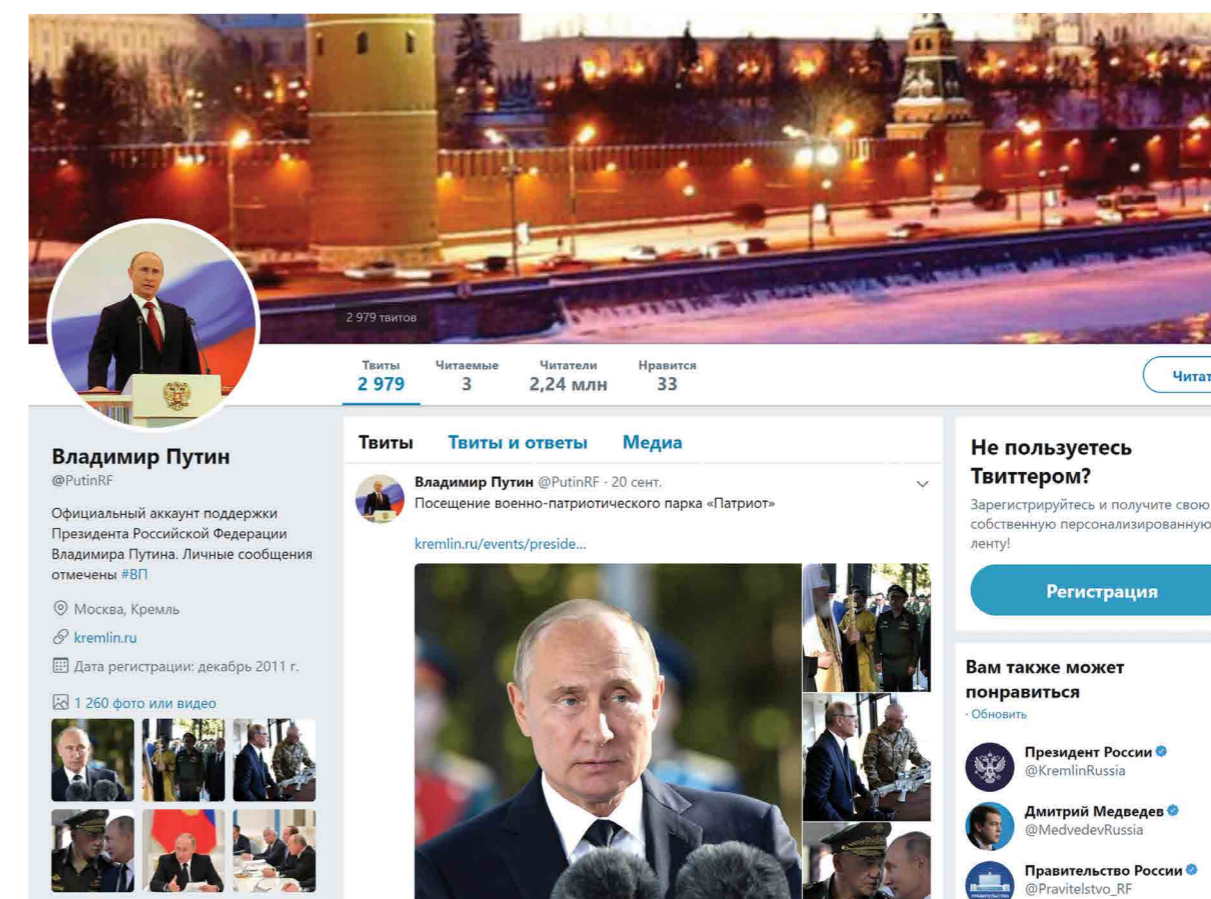 2 979 твитов
Твиты
2 979
Читаемые
3
Читатели
2,24 млн
Нравится
33
Владимир Путин
@PutinRF
Официальный аккаунт поддержки
Президента Российской Федерации
Владимира Путина. Личные сообщения
отмечены #ВП
Москва, Кремль
kremlin.ru
Дата регистрации: декабрь 2011 г.
1 260 фото или видео
Твиты Твиты и ответы Медиа
Владимир Путин @PutinRF · 20 сент.
Посещение военно-патриотического парка «Патриот»
kremlin.ru/events/preside...
Не пользуетесь
Твиттером?
Зарегистрируйтесь и получите свою
собственную персонализированную
ленту!
Регистрация
Вам также может
понравиться
· Обновить
Президент России
@KremlinRussia
Дмитрий Медведев
@MedvedevRussia
Правительство России
@Pravitelstvo_RF